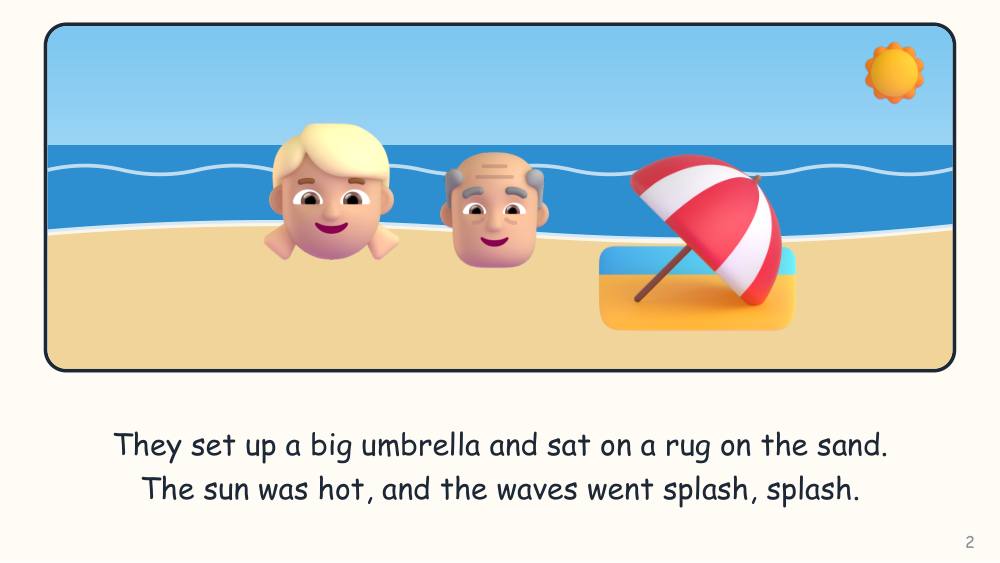 They set up a big umbrella and sat on a rug on the sand.
The sun was hot, and the waves went splash, splash.
2